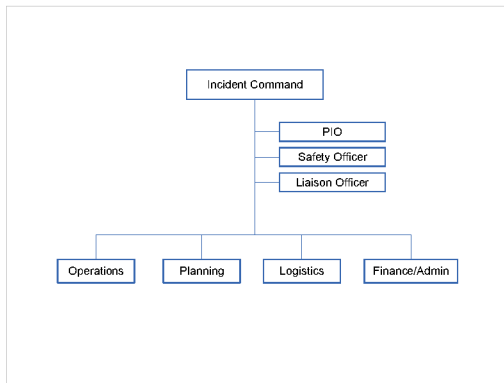 Incident Command
PIO
Safety Officer
Liaison Officer
Operations
Planning
Logistics
Finance/Admin